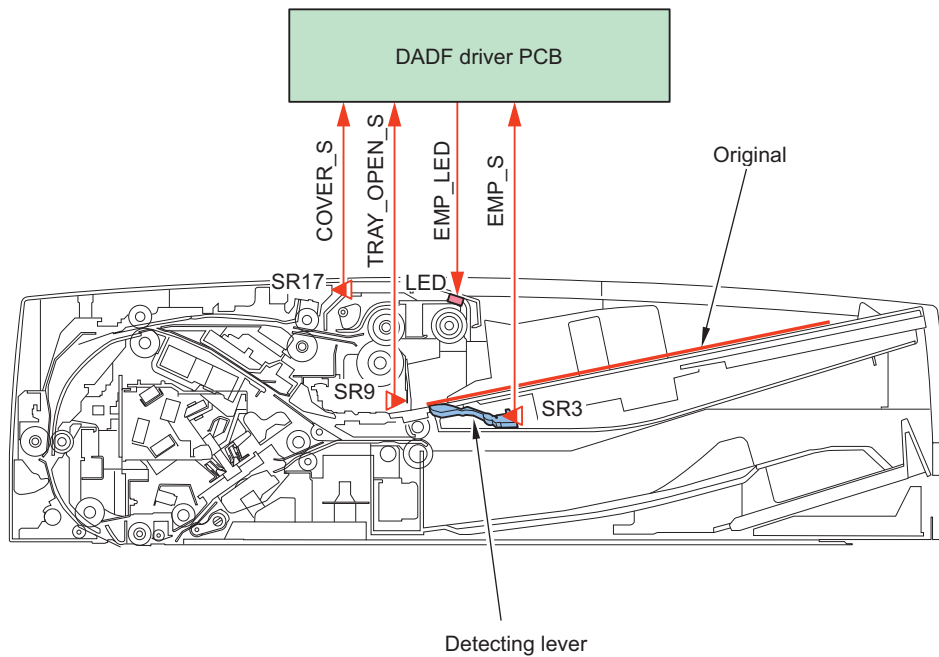 DADF driver PCB
COVER_S
TRAY_OPEN_S
EMP_LED
EMP_S
Original
SR17
LED
SR9
SR3
Detecting lever